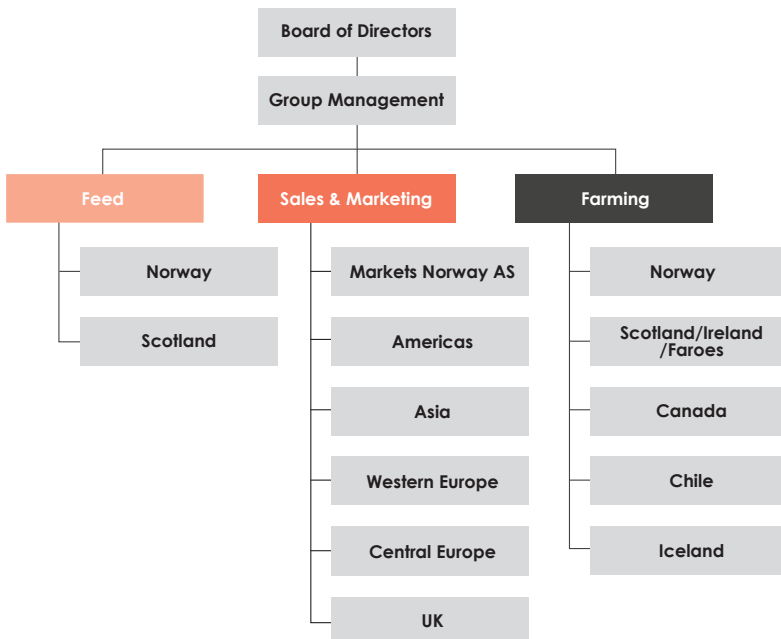 Board of Directors
Group Management
Feed
Sales & Marketing
Farming
Norway
Scotland
Markets Norway AS
Americas
Asia
Western Europe
Central Europe
UK
Norway
Scotland/Ireland
/Faroes
Canada
Chile
Iceland